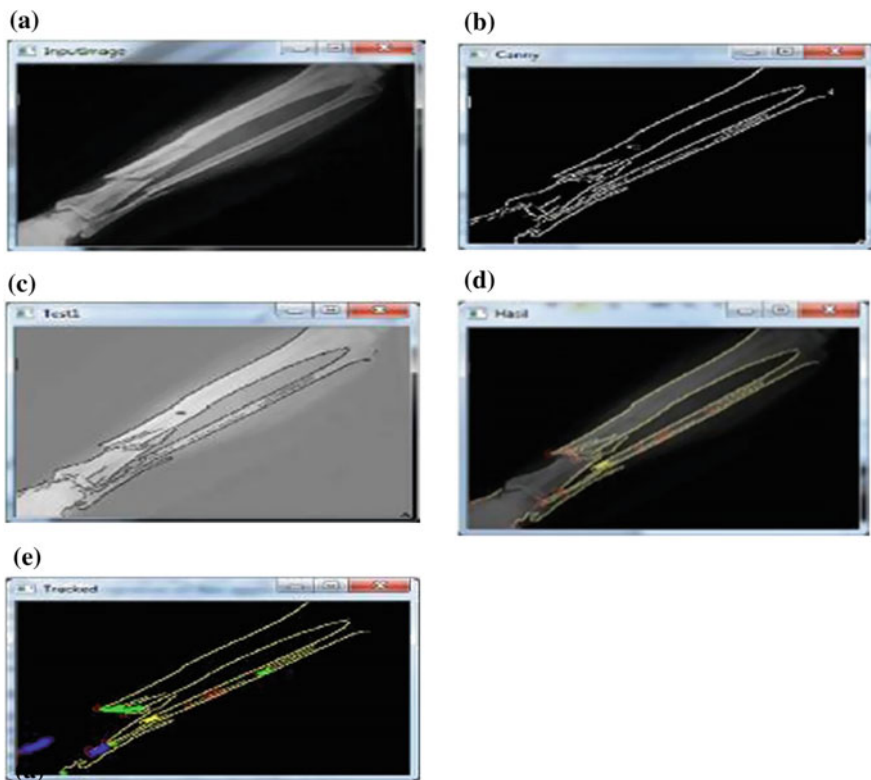 (a)
InputImage
(b)
Canny
(c)
Test1
(d)
Hasil
(e)
Tracked